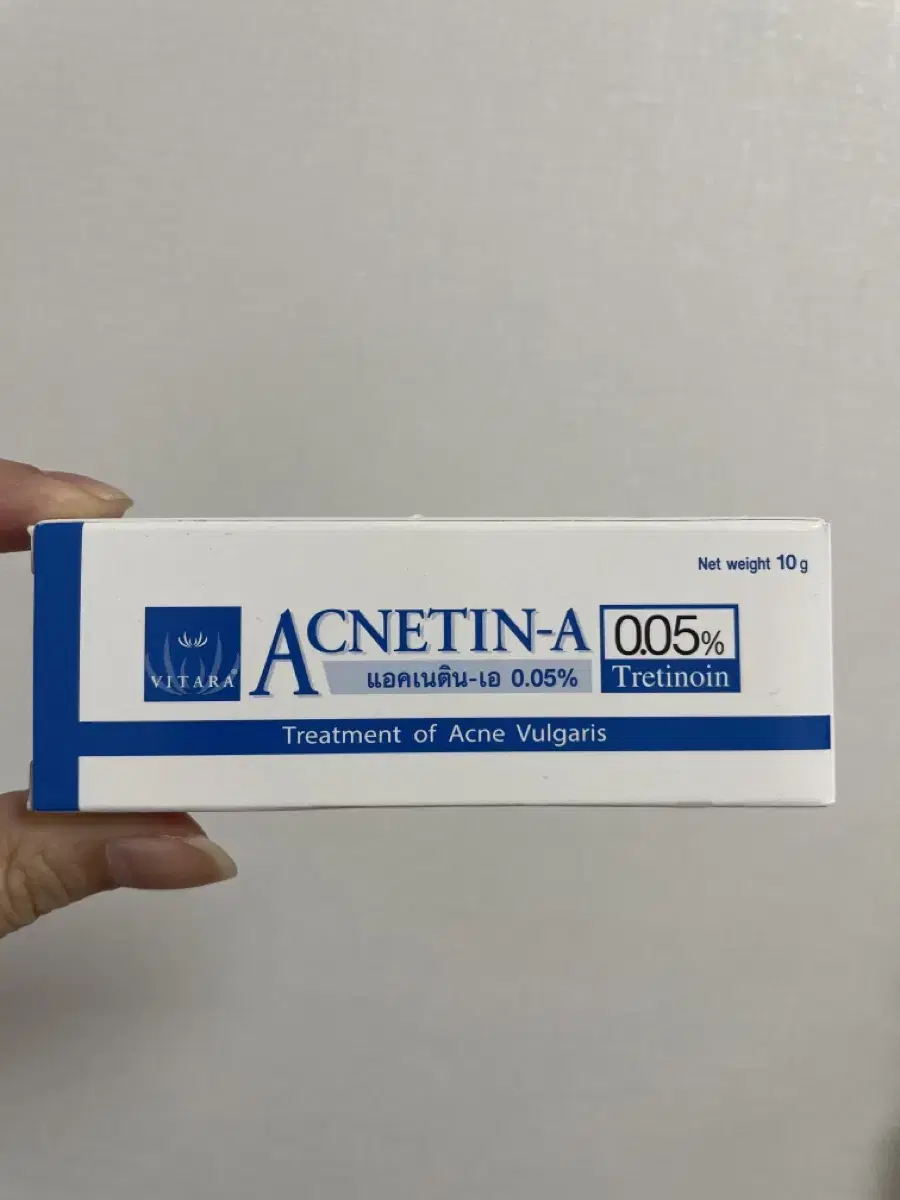 Net weight 10 g
VITARA®
ACNETIN-A
แอคเนติน-เอ 0.05%
0.05%
Tretinoin
Treatment of Acne Vulgaris